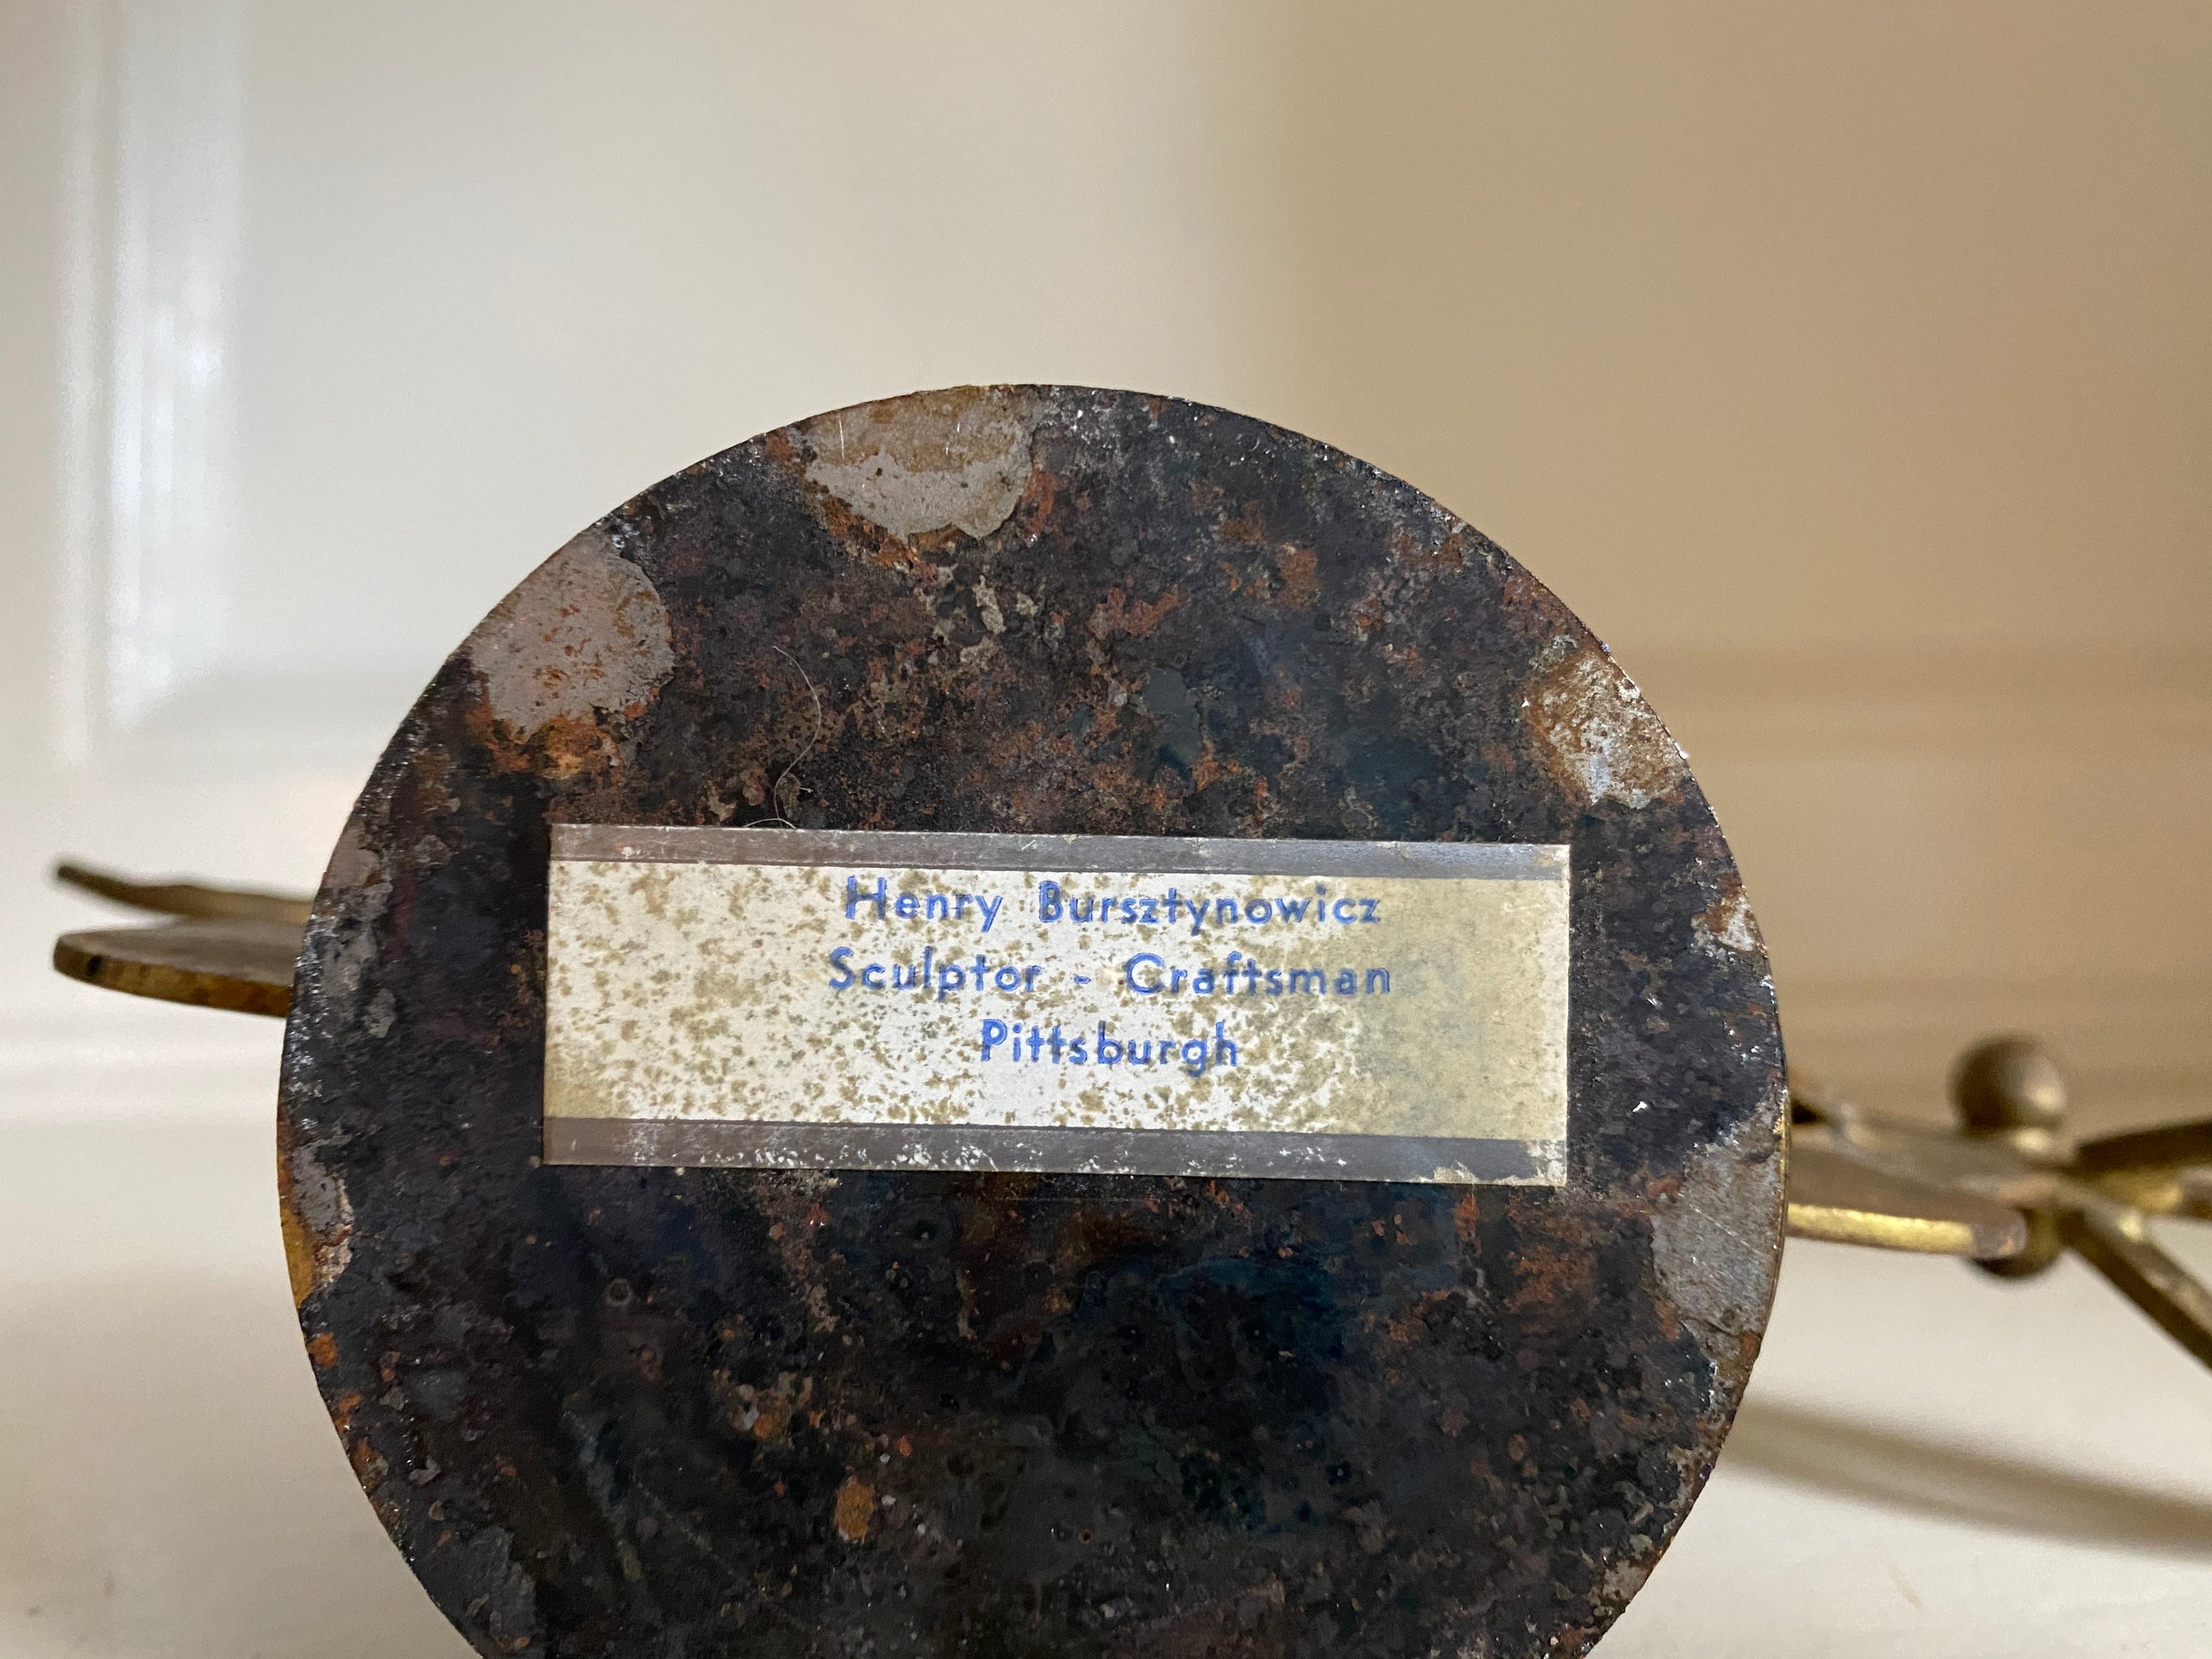 Henry Bursztynowicz
Sculptor - Craftsman
Pittsburgh